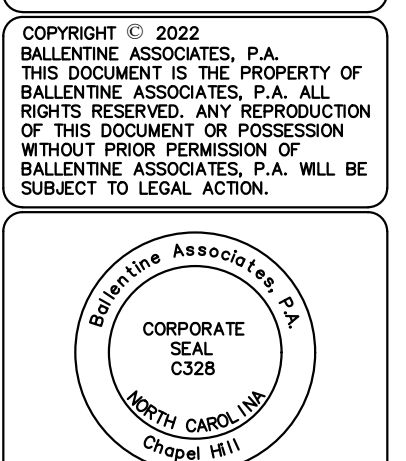 COPYRIGHT © 2022
BALLENTINE ASSOCIATES, P.A.
THIS DOCUMENT IS THE PROPERTY OF
BALLENTINE ASSOCIATES, P.A. ALL
RIGHTS RESERVED. ANY REPRODUCTION
OF THIS DOCUMENT OR POSSESSION
WITHOUT PRIOR PERMISSION OF
BALLENTINE ASSOCIATES, P.A. WILL BE
SUBJECT TO LEGAL ACTION.
Ballentine Associates, P.A.
CORPORATE
SEAL
C328
NORTH CAROLINA
Chapel Hill